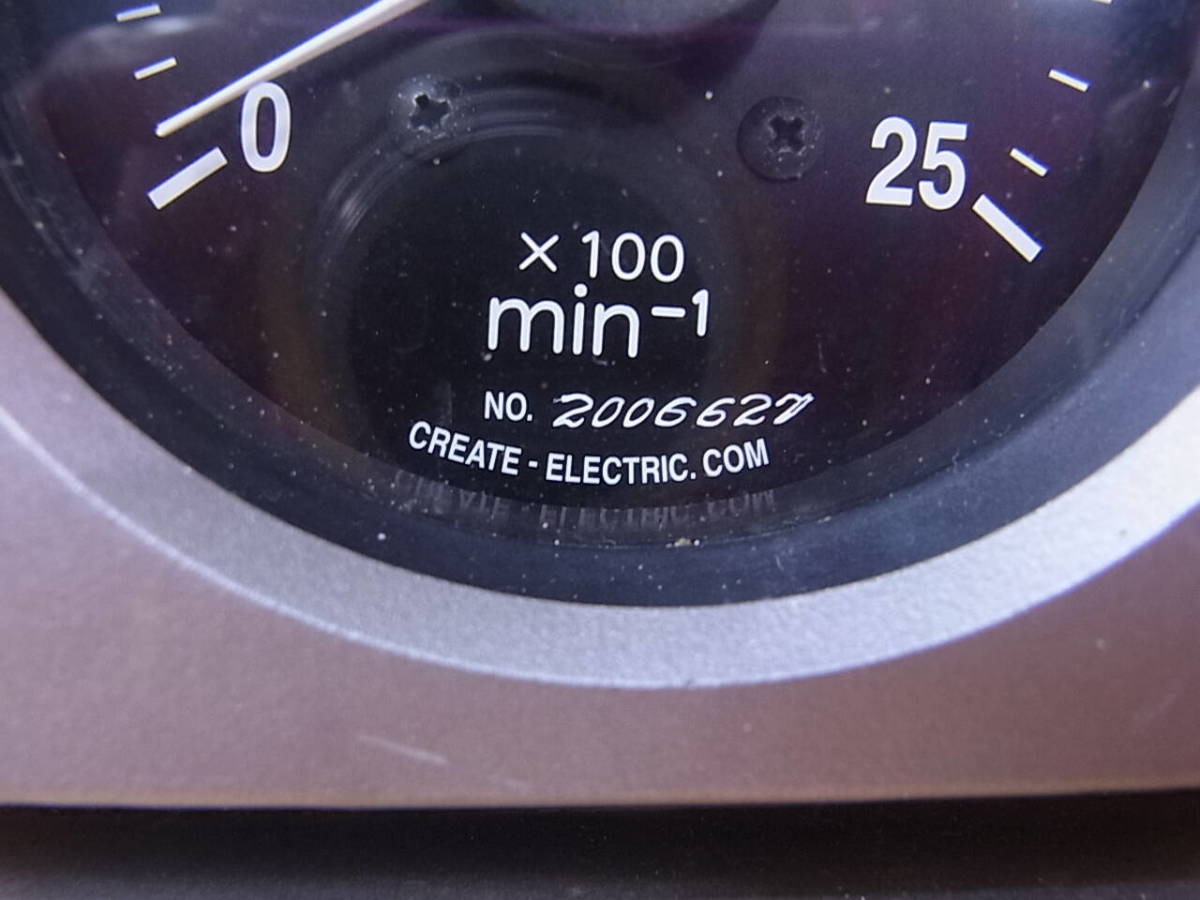 0 25
× 100
min⁻¹
NO. 2006627
CREATE - ELECTRIC. COM